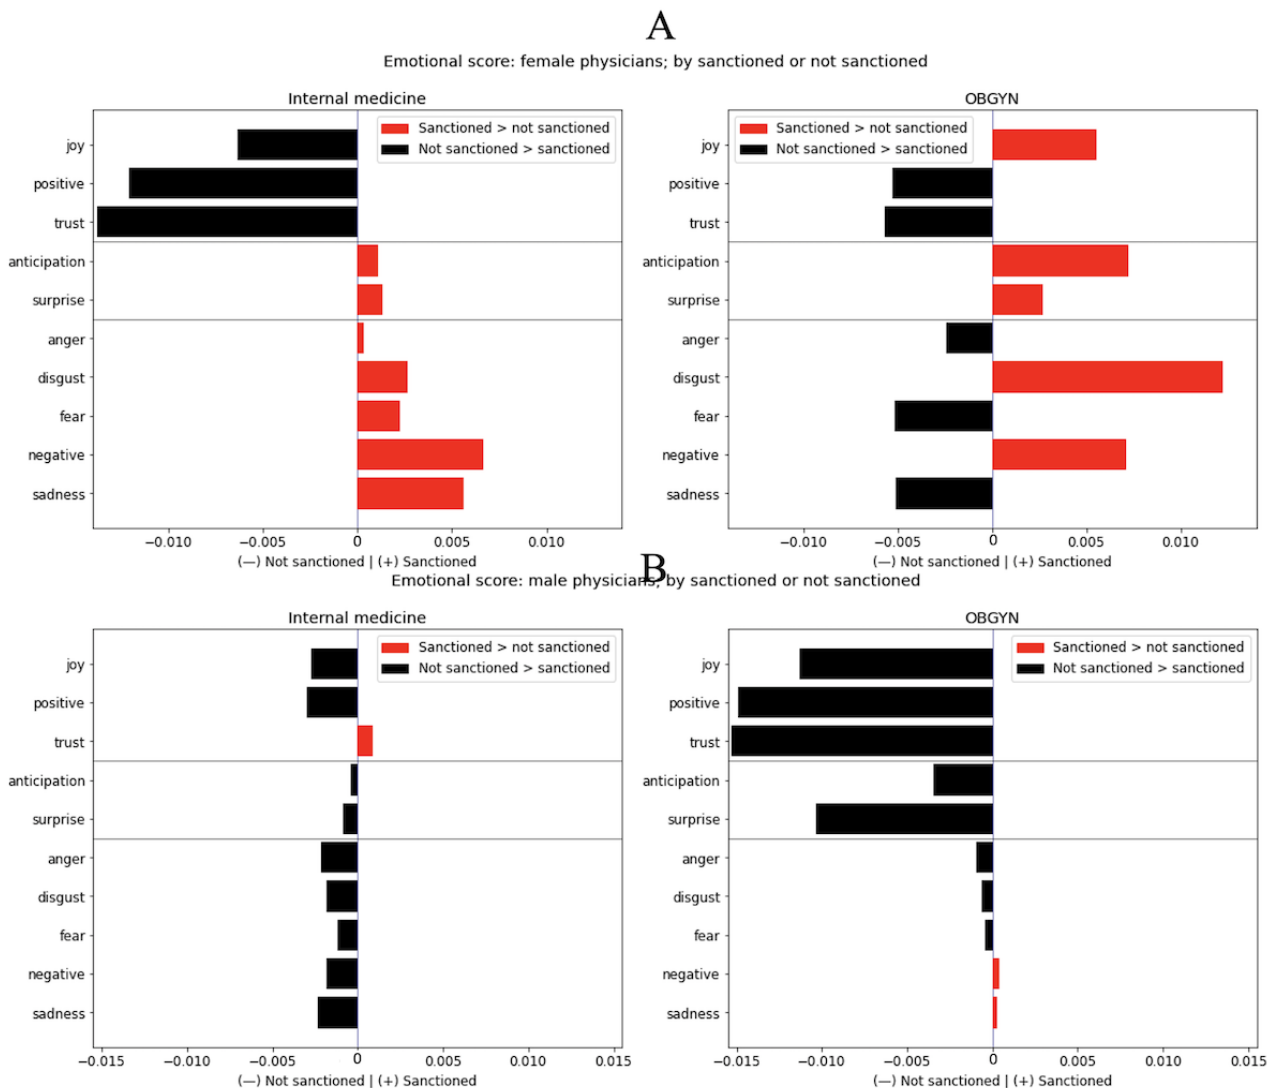 A
Emotional score: female physicians; by sanctioned or not sanctioned
Internal medicine
Sanctioned > not sanctioned
Not sanctioned > sanctioned
joy
positive
trust
anticipation
surprise
anger
disgust
fear
negative
sadness
−0.010 −0.005 0 0.005 0.010
(—) Not sanctioned | (+) Sanctioned
OBGYN
Sanctioned > not sanctioned
Not sanctioned > sanctioned
joy
positive
trust
anticipation
surprise
anger
disgust
fear
negative
sadness
−0.010 −0.005 0 0.005 0.010
(—) Not sanctioned | (+) Sanctioned
B
Emotional score: male physicians; by sanctioned or not sanctioned
Internal medicine
Sanctioned > not sanctioned
Not sanctioned > sanctioned
joy
positive
trust
anticipation
surprise
anger
disgust
fear
negative
sadness
−0.015 −0.010 −0.005 0 0.005 0.010 0.015
(—) Not sanctioned | (+) Sanctioned
OBGYN
Sanctioned > not sanctioned
Not sanctioned > sanctioned
joy
positive
trust
anticipation
surprise
anger
disgust
fear
negative
sadness
−0.015 −0.010 −0.005 0 0.005 0.010 0.015
(—) Not sanctioned | (+) Sanctioned